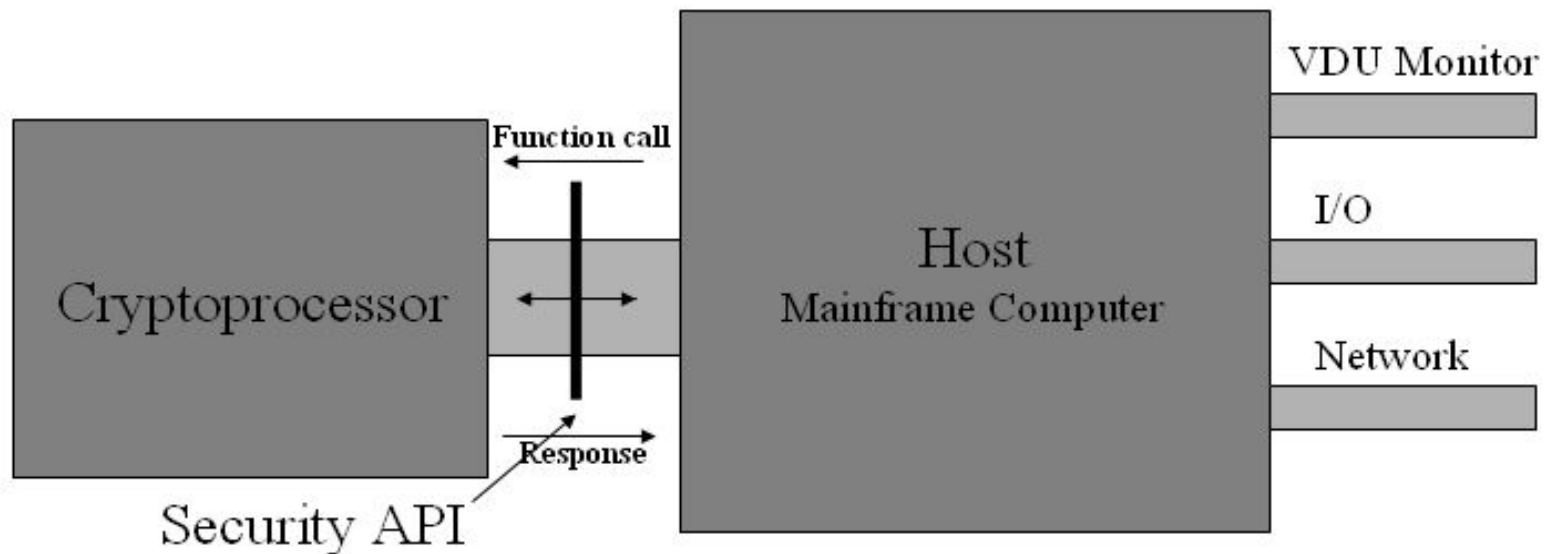 VDU Monitor
Function call
I/O
Host
Cryptoprocessor
Mainframe Computer
Network
Response
Security API